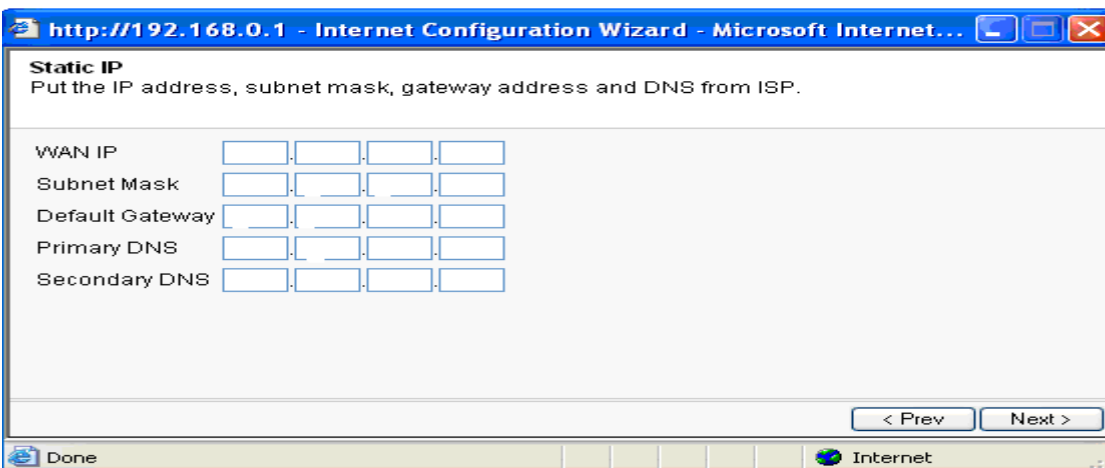 http://192.168.0.1 - Internet Configuration Wizard - Microsoft Internet...
Static IP
Put the IP address, subnet mask, gateway address and DNS from ISP.
WAN IP . . .
Subnet Mask . . .
Default Gateway . . .
Primary DNS . . .
Secondary DNS . . .
< Prev Next >
Done Internet